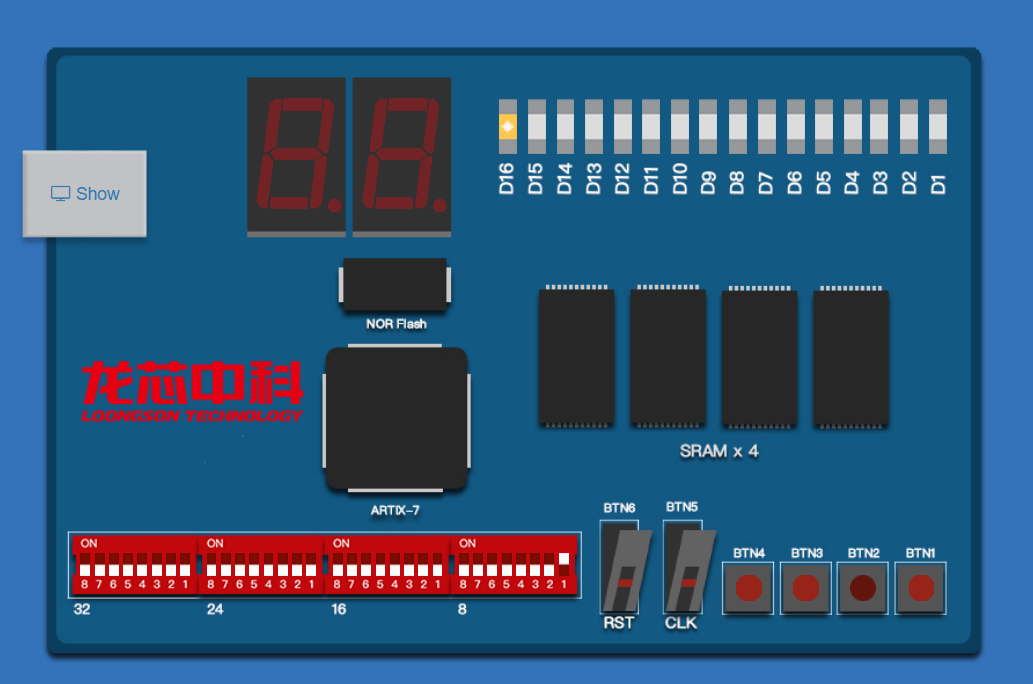 D16 D15 D14 D13 D12 D11 D10 D9 D8 D7 D6 D5 D4 D3 D2 D1
Show
NOR Flash
龙芯中科
LOONGSON TECHNOLOGY
SRAM x 4
ARTIX-7
BTN6 BTN5
ON ON ON ON
BTN4 BTN3 BTN2 BTN1
8 7 6 5 4 3 2 1 8 7 6 5 4 3 2 1 8 7 6 5 4 3 2 1 8 7 6 5 4 3 2 1
32 24 16 8
RST CLK